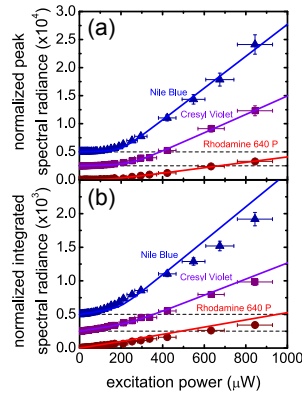 (a)
normalized peak
spectral radiance (x10⁴)
3.0
2.5
2.0
1.5
1.0
0.5
0.0
Nile Blue
Cresyl Violet
Rhodamine 640 P
(b)
normalized integrated
spectral radiance (x10³)
2.5
2.0
1.5
1.0
0.5
0.0
Nile Blue
Cresyl Violet
Rhodamine 640 P
0 200 400 600 800 1000
excitation power (µW)